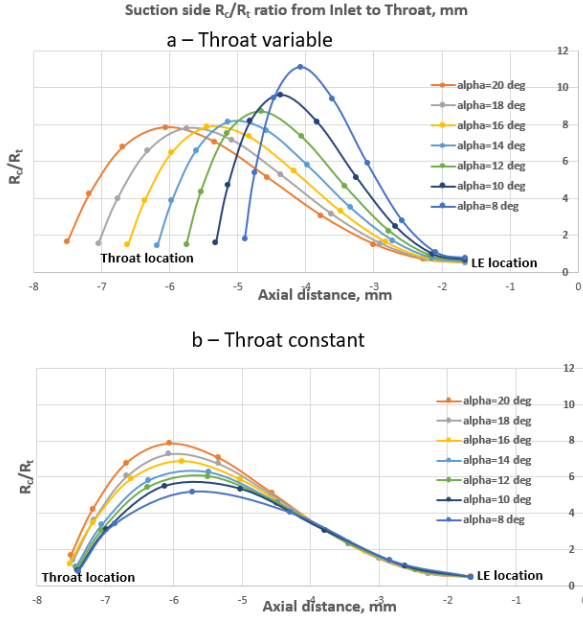 Suction side Rc/Rt ratio from Inlet to Throat, mm
a – Throat variable
12
10
8
6
4
2
0
Rc/Rt
alpha=20 deg
alpha=18 deg
alpha=16 deg
alpha=14 deg
alpha=12 deg
alpha=10 deg
alpha=8 deg
Throat location
LE location
-8 -7 -6 -5 -4 -3 -2 -1 0
Axial distance, mm
b – Throat constant
12
10
8
6
4
2
0
Rc/Rt
alpha=20 deg
alpha=18 deg
alpha=16 deg
alpha=14 deg
alpha=12 deg
alpha=10 deg
alpha=8 deg
Throat location
LE location
-8 -7 -6 -5 -4 -3 -2 -1 0
Axial distance, mm